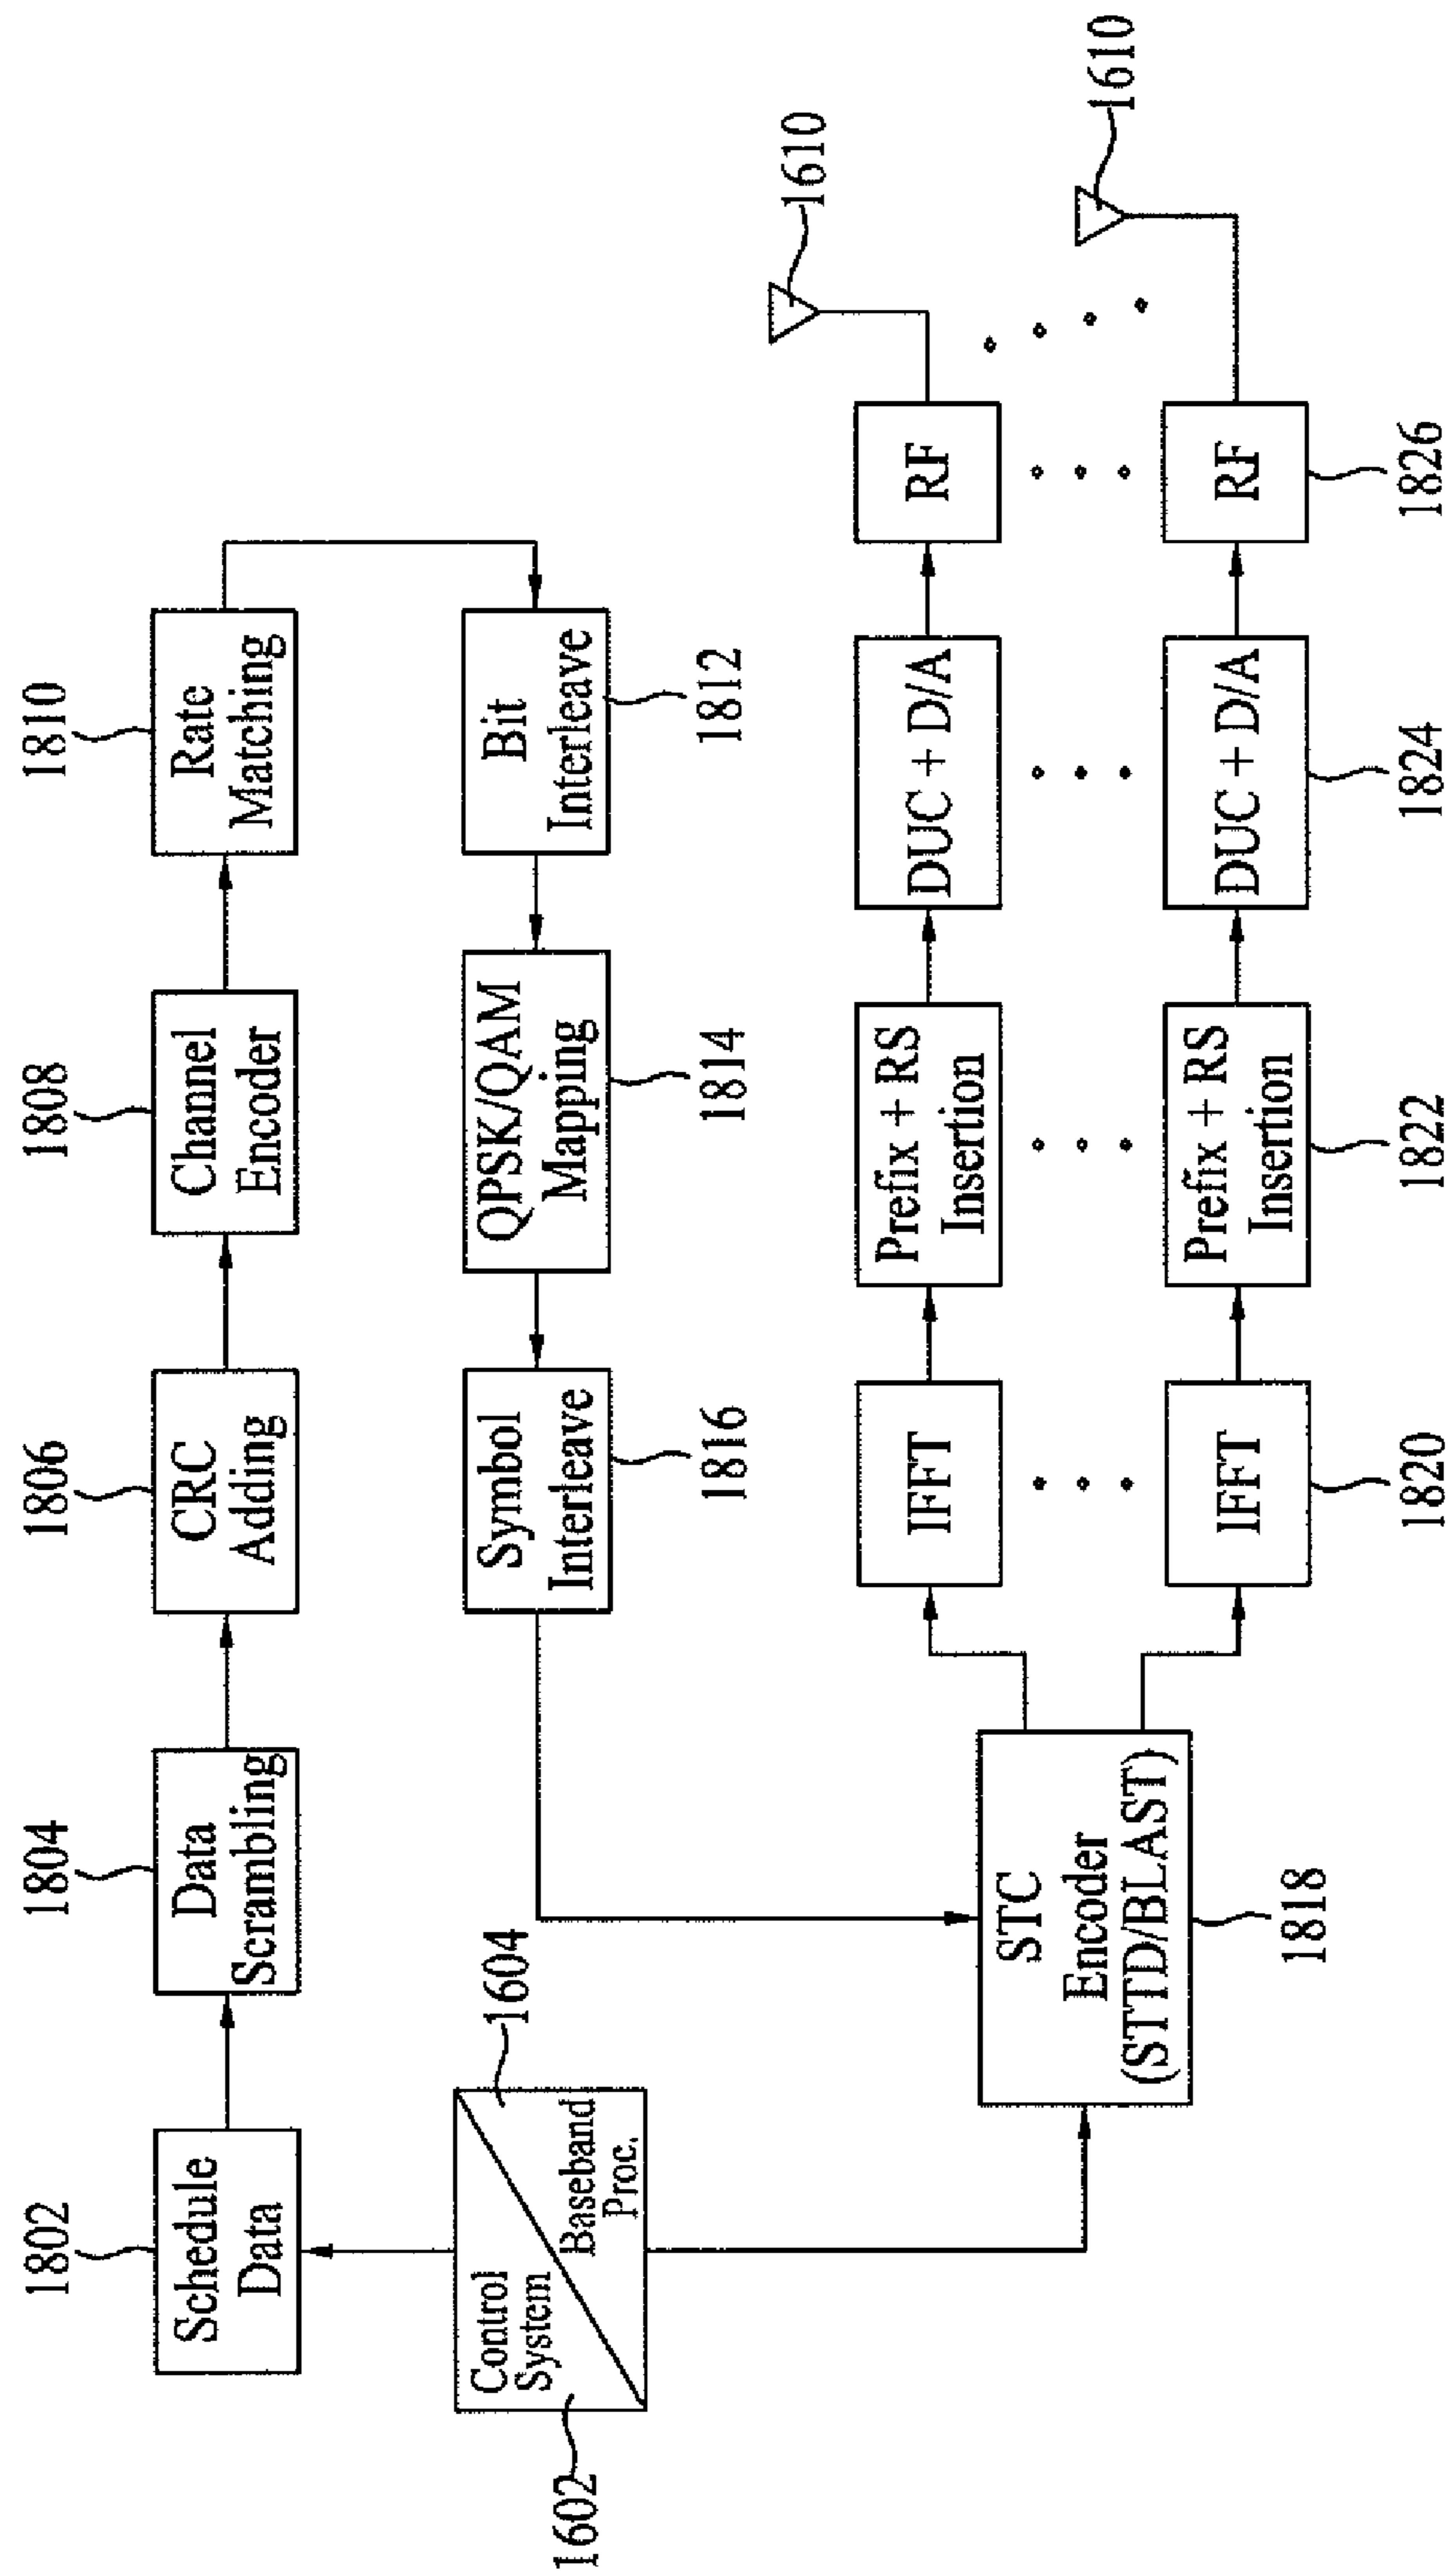 1802
1804
1806
1808
1810
Schedule
Data
Data
Scrambling
CRC
Adding
Channel
Encoder
Rate
Matching
1604
Control
System
Baseband
Proc.
1602
Symbol
Interleave
QPSK/QAM
Mapping
Bit
Interleave
1816
1814
1812
1610
IFFT
Prefix + RS
Insertion
DUC + D/A
RF
1610
STC
Encoder
(STTD/BLAST)
IFFT
Prefix + RS
Insertion
DUC + D/A
RF
1818
1820
1822
1824
1826